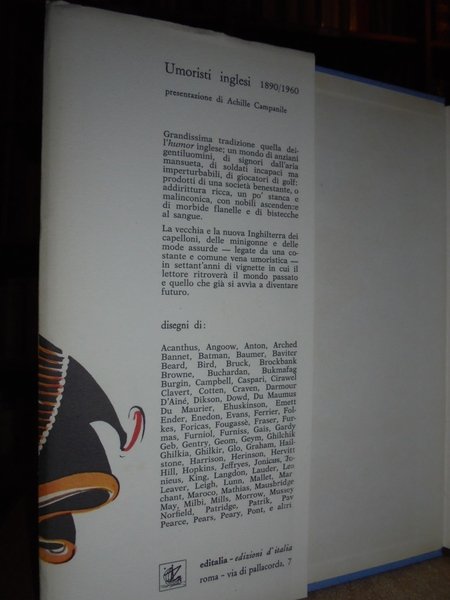 Umoristi inglesi 1890/1960
presentazione di Achille Campanile
Grandissima tradizione quella del-
l'humor inglese: un mondo di anziani
gentiluomini, di signori dall'aria
mansueta, di soldati incapaci ma
imperturbabili, di giocatori di golf:
prodotti di una società benestante, o
addirittura ricca, un po' stanca e
malinconica, con nobili ascendenze
di morbide flanelle e di bistecche
al sangue.
La vecchia e la nuova Inghilterra dei
capelloni, delle minigonne e delle
mode assurde — legate da una co-
stante e comune vena umoristica —
in settant'anni di vignette in cui il
lettore ritroverà il mondo passato
e quello che già si avvia a diventare
futuro.
disegni di:
Acanthus, Angoow, Anton, Arched
Bannet, Batman, Baumer, Baviter
Beard, Bird, Bruck, Brockbank
Browne, Buchardan, Bukmafag
Burgin, Campbell, Caspari, Cirawel
Clavert, Cotten, Craven, Darmour
D'Ainé, Dikson, Dowd, Du Maumus
Du Maurier, Ehuskinson, Emett
Ender, Enedon, Evans, Ferrier, Fol-
kes, Foricas, Fougassè, Fraser, Fur-
mas, Furniol, Furniss, Gais, Gardy
Geb, Gentry, Geom, Geym, Ghilchik
Ghilkia, Ghilkir, Glo, Graham, Hail-
stone, Harrison, Herinson, Hervitt
Hill, Hopkins, Jeffryes, Jonicus, Jo-
nieus, King, Langdon, Lauder, Leo
Leaver, Leigh, Lunn, Mallet, Mar-
chant, Maroco, Mathias, Mausbridge
May, Milbi, Mills, Morrow, Mussey
Norfield, Patridge, Patrik, Pav
Pearce, Pears, Peary, Pont, e altri
editalia - edizioni d'italia
roma - via di pallacorda, 7